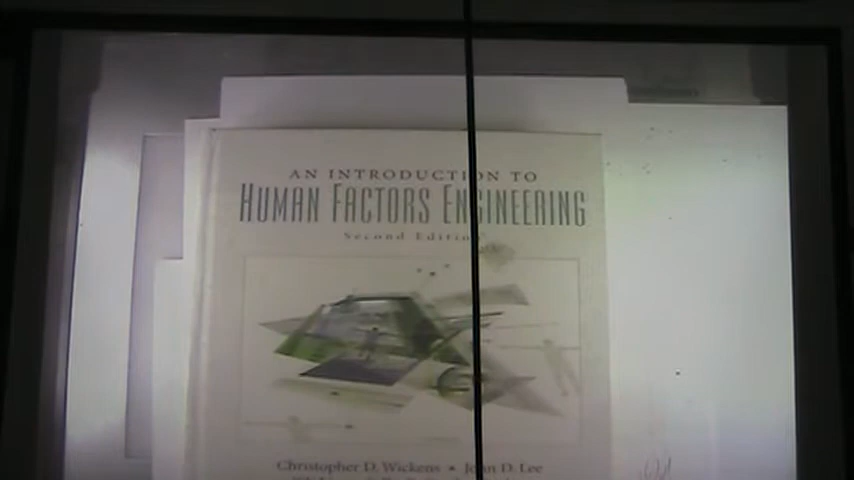 AN INTRODUCTION TO
HUMAN FACTORS ENGINEERING
Second Edition
Christopher D. Wickens • John D. Lee